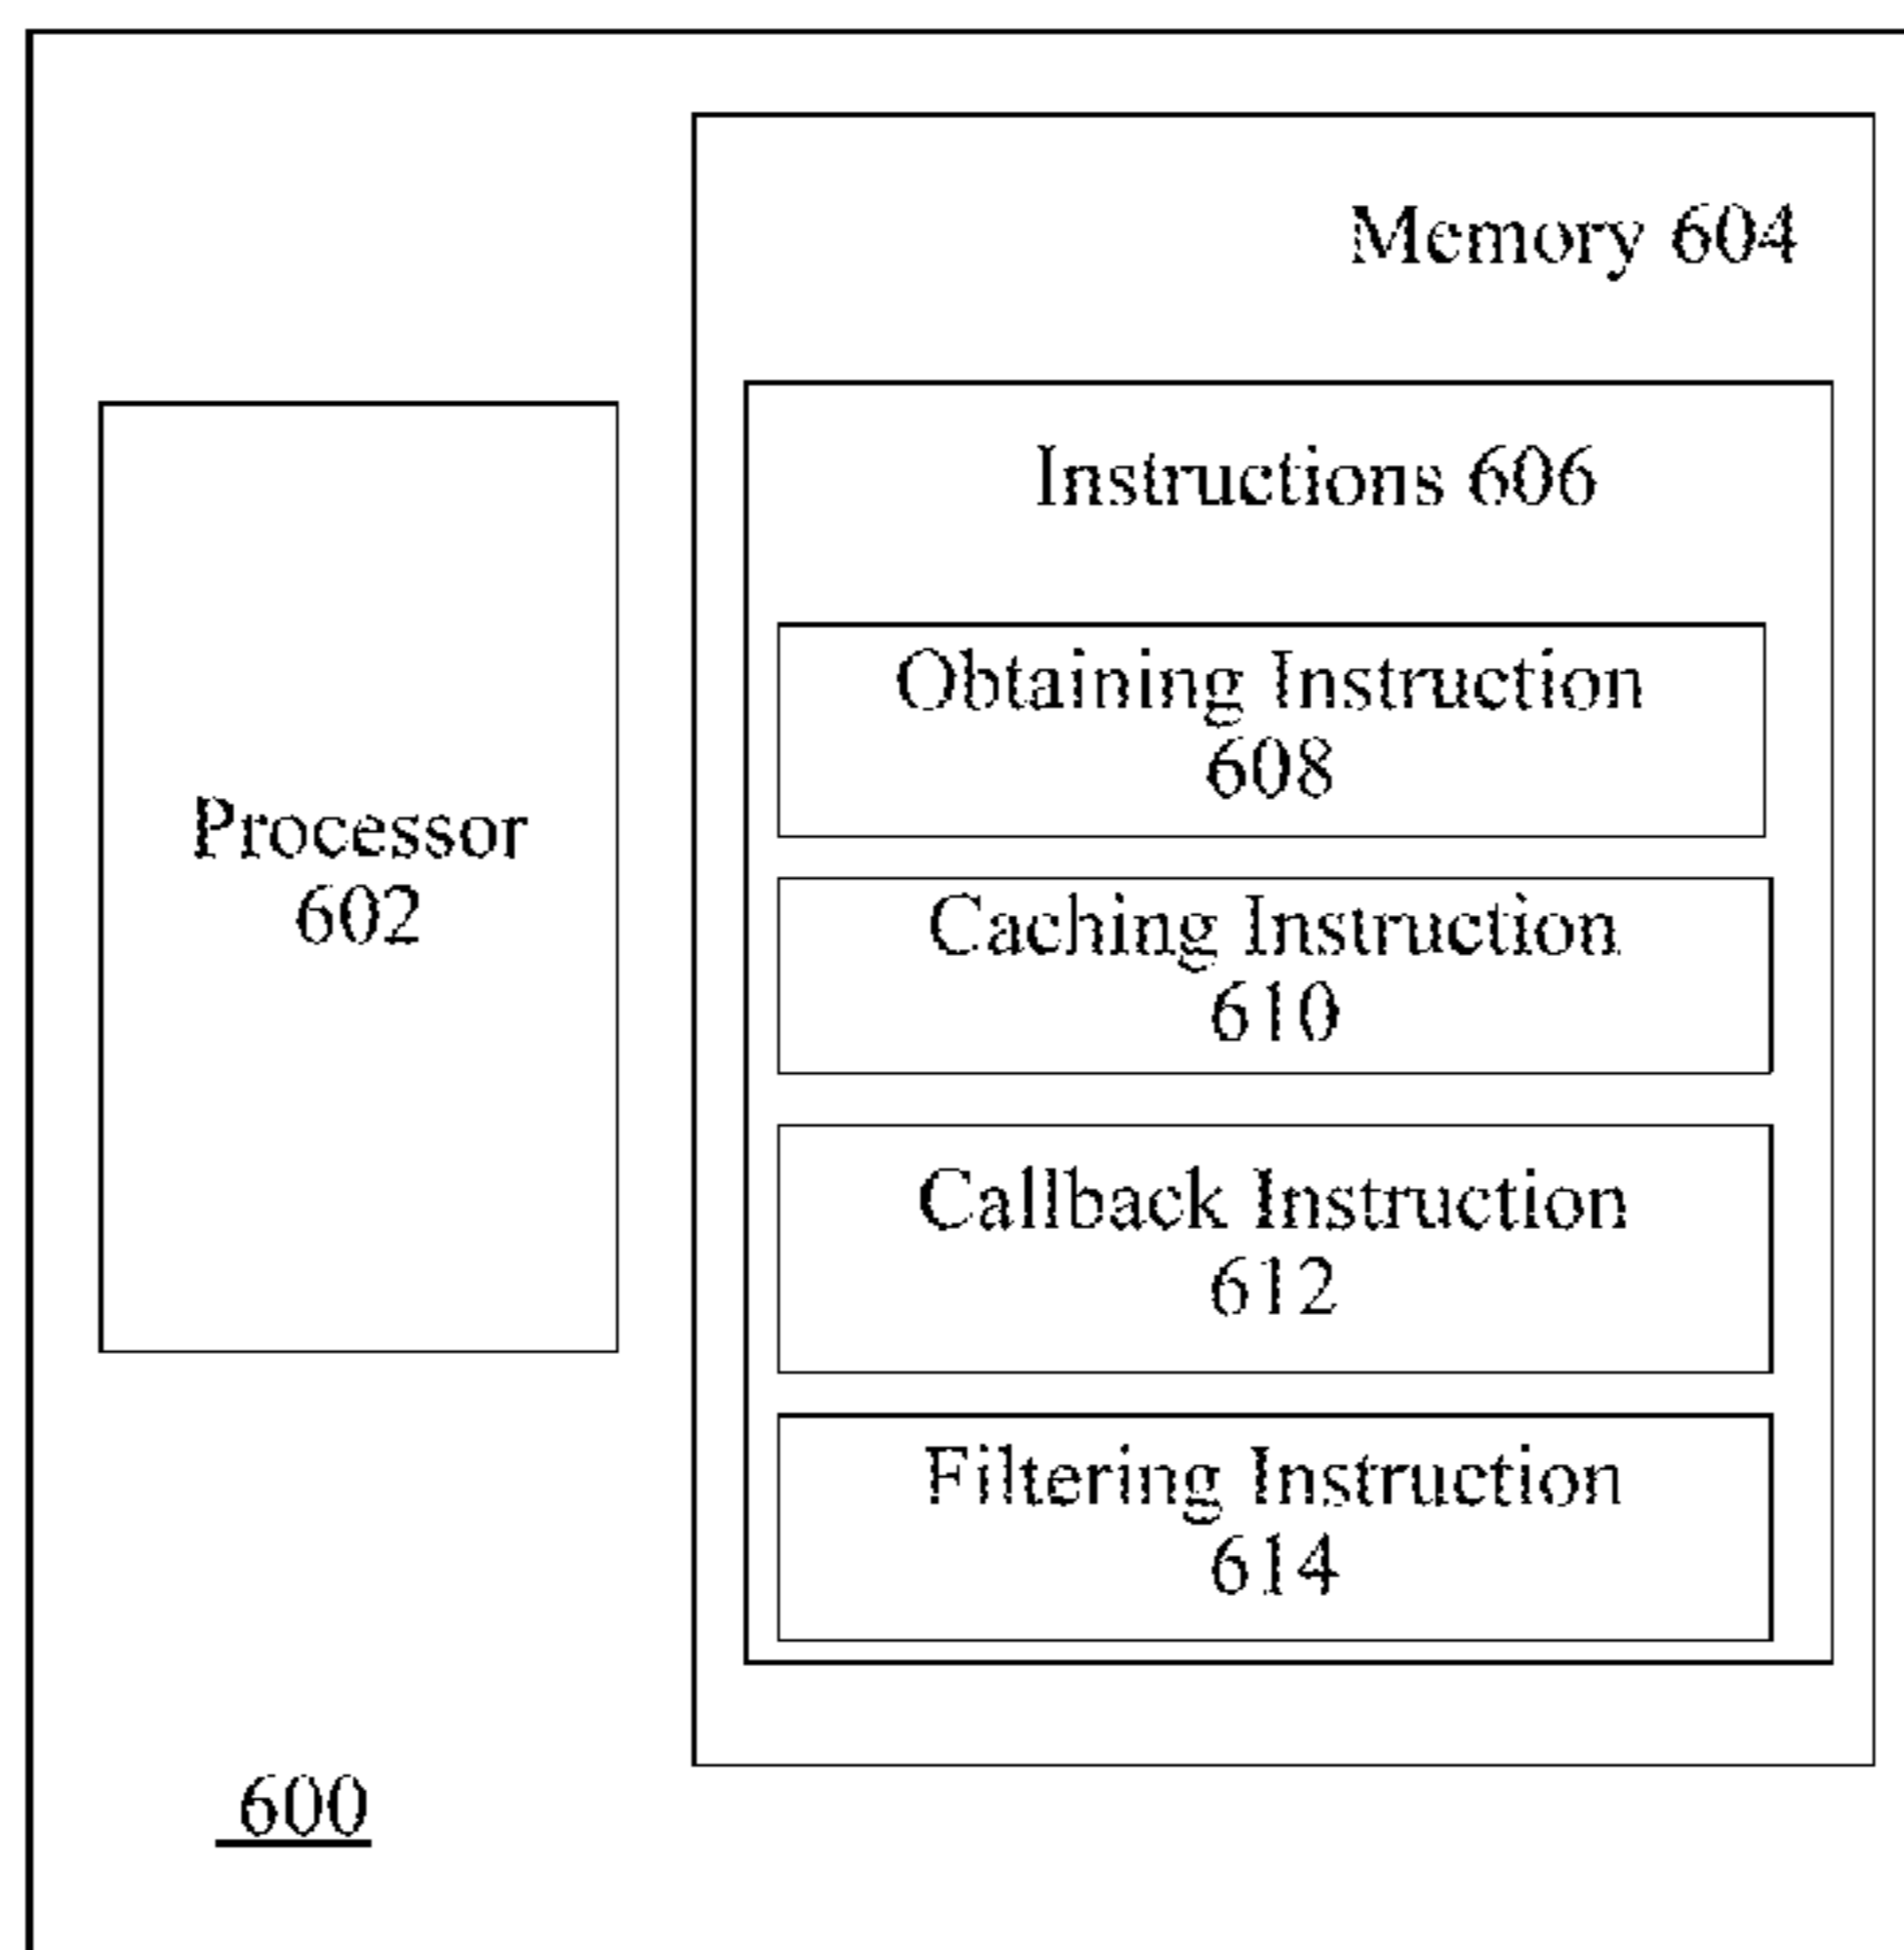 Memory 604
Instructions 606
Obtaining Instruction
608
Processor
602
Caching Instruction
610
Callback Instruction
612
Filtering Instruction
614
600